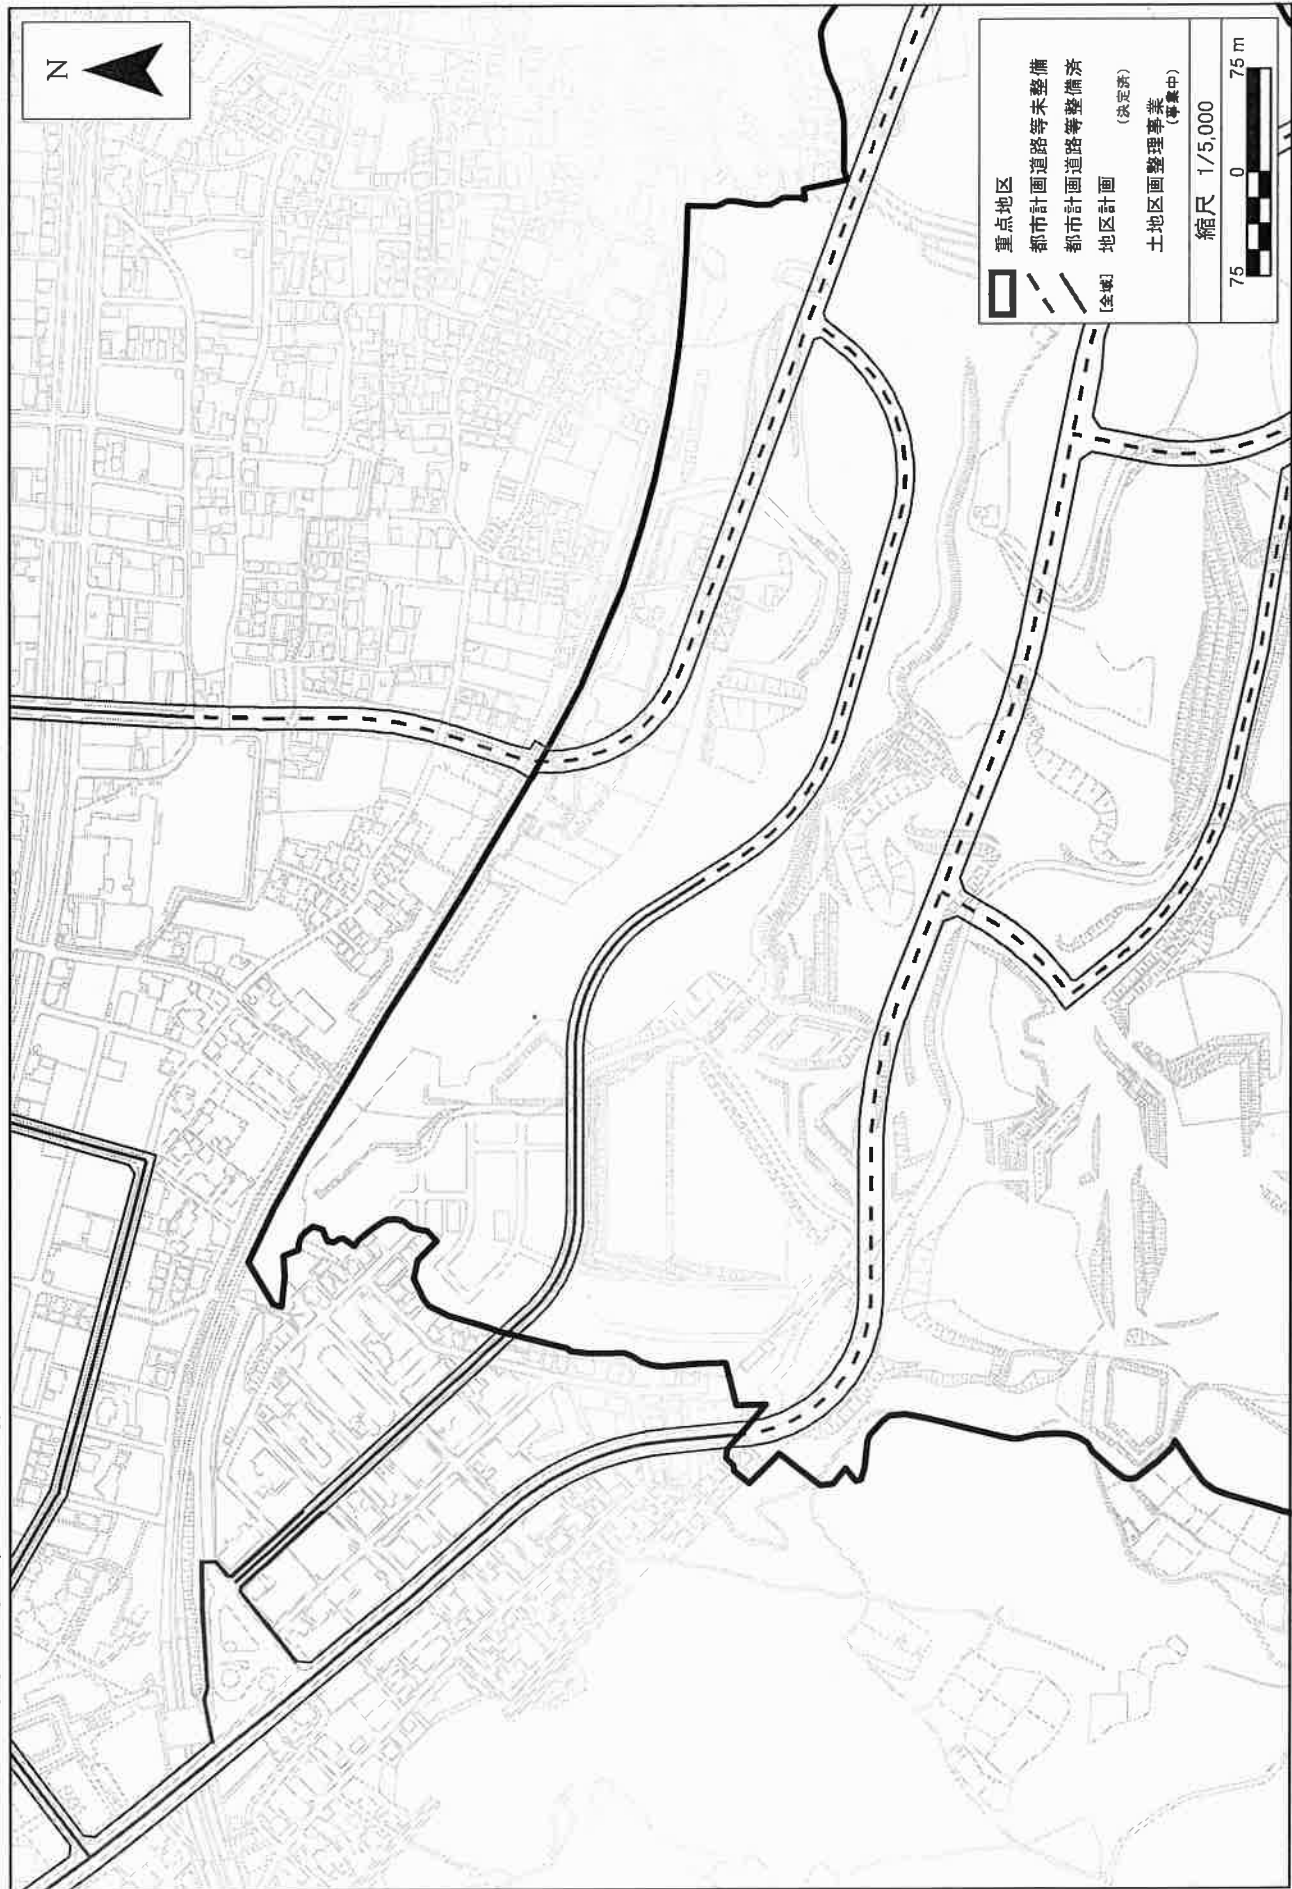 N
重点地区
都市計画道路等未整備
都市計画道路等整備済
[全域] 地区計画
(決定済)
土地区画整理事業
(事業中)
縮尺 1/5,000
75 0 75m